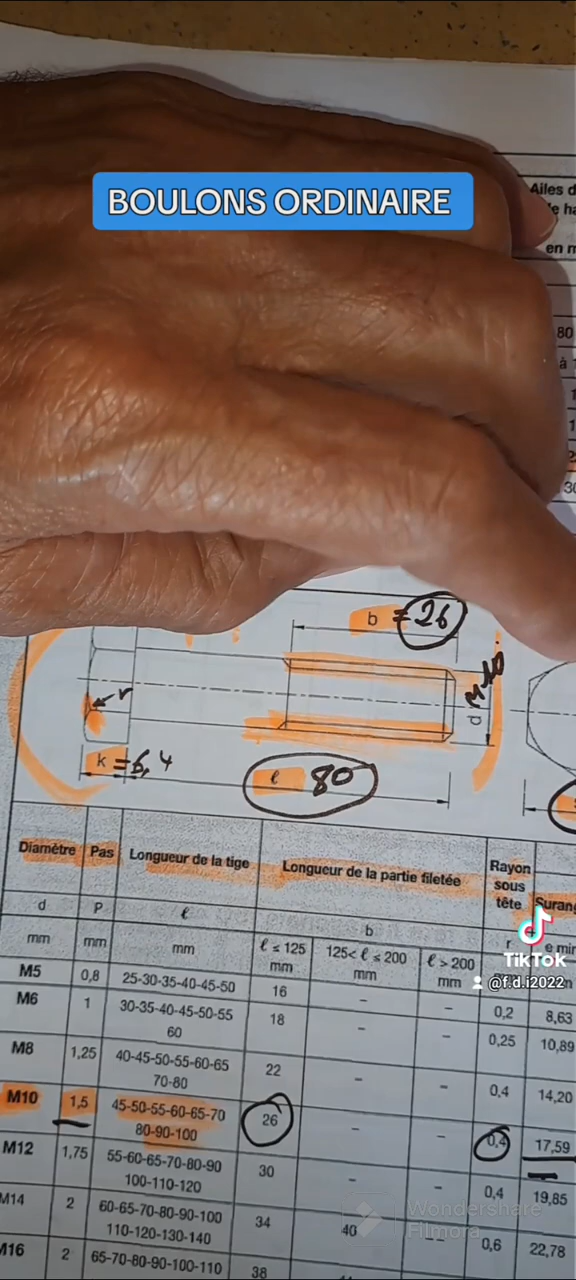 BOULONS ORDINAIRE
Ailes d
en m
80
à
30
b = 26
r
M10
d
k = 6,4
ℓ 80
Diamètre Pas Longueur de la tige Longueur de la partie filetée Rayon sous tête Surang
d P ℓ b r e min
mm mm mm ℓ ≤ 125 mm 125< ℓ ≤ 200 mm ℓ > 200 mm
M5 0,8 25-30-35-40-45-50 16 – – 0,2 8,63
M6 1 30-35-40-45-50-55 18 – – 0,25 10,89
60
M8 1,25 40-45-50-55-60-65 22 – – 0,4 14,20
70-80
M10 1,5 45-50-55-60-65-70 26 – – 0,4 17,59
80-90-100
M12 1,75 55-60-65-70-80-90 30 – – 0,4 19,85
100-110-120
M14 2 60-65-70-80-90-100 34 40 – 0,6 22,78
110-120-130-140
M16 2 65-70-80-90-100-110 38
TikTok
@f.d.i2022
Wondershare
Filmora